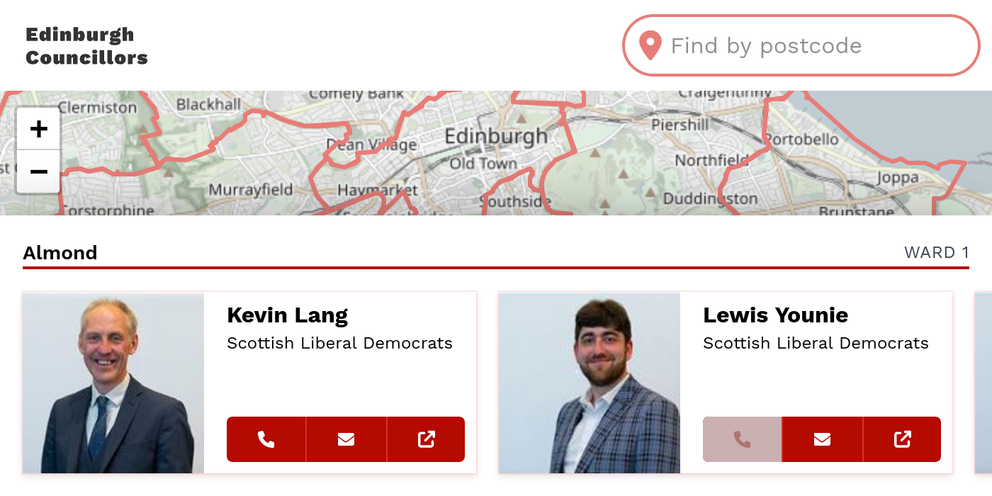 Edinburgh
Councillors
Find by postcode
Comely Bank
Craigentinny
Clermiston
Blackhall
+
Edinburgh
Piershill
Portobello
Dean Village
Old Town
Northfield
−
Joppa
Murrayfield
Haymarket
Southside
Duddingston
orstorphine
Brunstane
Almond
WARD 1
Kevin Lang
Scottish Liberal Democrats
Lewis Younie
Scottish Liberal Democrats